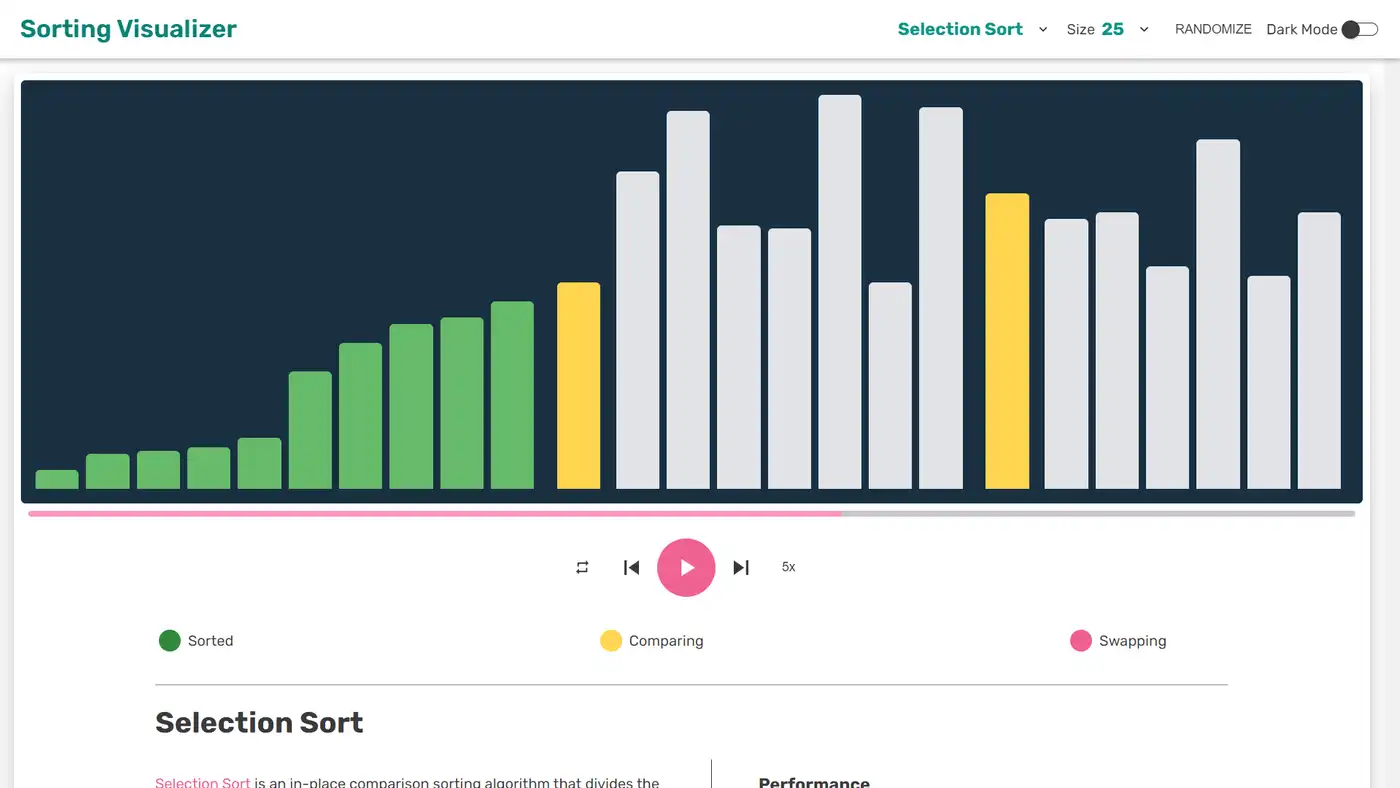 Sorting Visualizer
Selection Sort Size 25 RANDOMIZE Dark Mode
5x
Sorted Comparing Swapping
Selection Sort
Selection Sort is an in-place comparison sorting algorithm that divides the
Performance